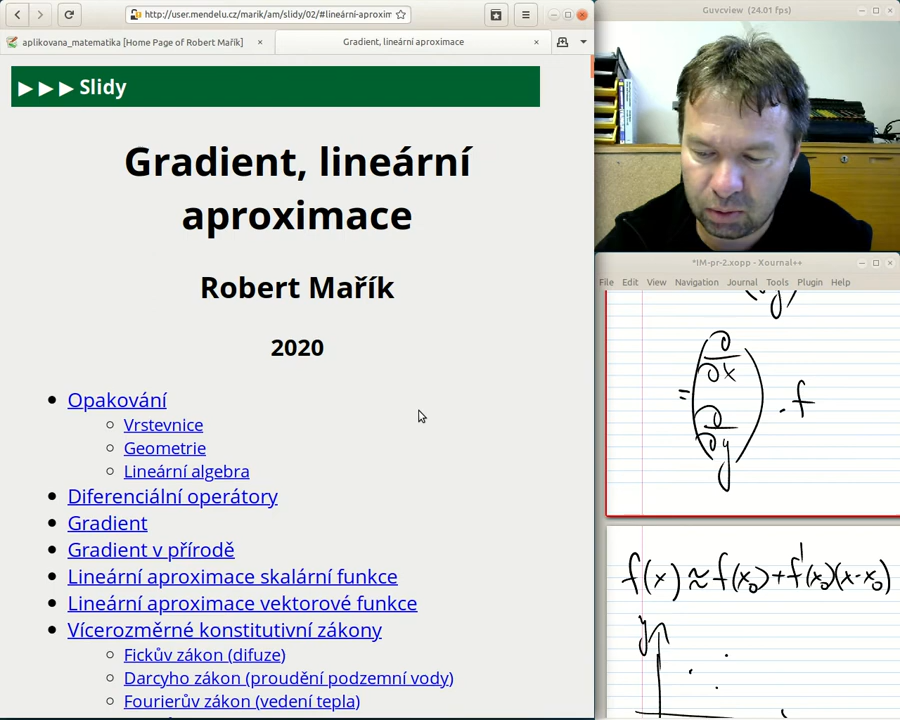 http://user.mendelu.cz/marik/am/slidy/02/#lineární-aproxim
aplikovana_matematika [Home Page of Robert Mařík]
Gradient, lineární aproximace
▶ ▶ ▶ Slidy
Gradient, lineární
aproximace
Robert Mařík
2020
Opakování
Vrstevnice
Geometrie
Lineární algebra
Diferenciální operátory
Gradient
Gradient v přírodě
Lineární aproximace skalární funkce
Lineární aproximace vektorové funkce
Vícerozměrné konstitutivní zákony
Fickův zákon (difuze)
Darcyho zákon (proudění podzemní vody)
Fourierův zákon (vedení tepla)
Guvcview (24.01 fps)
*IM-pr-2.xopp - Xournal++
File Edit View Navigation Journal Tools Plugin Help
= (∂/∂x ∂/∂y) . f
f(x) ≈ f(x₀) + f'(x₀)(x-x₀)
y